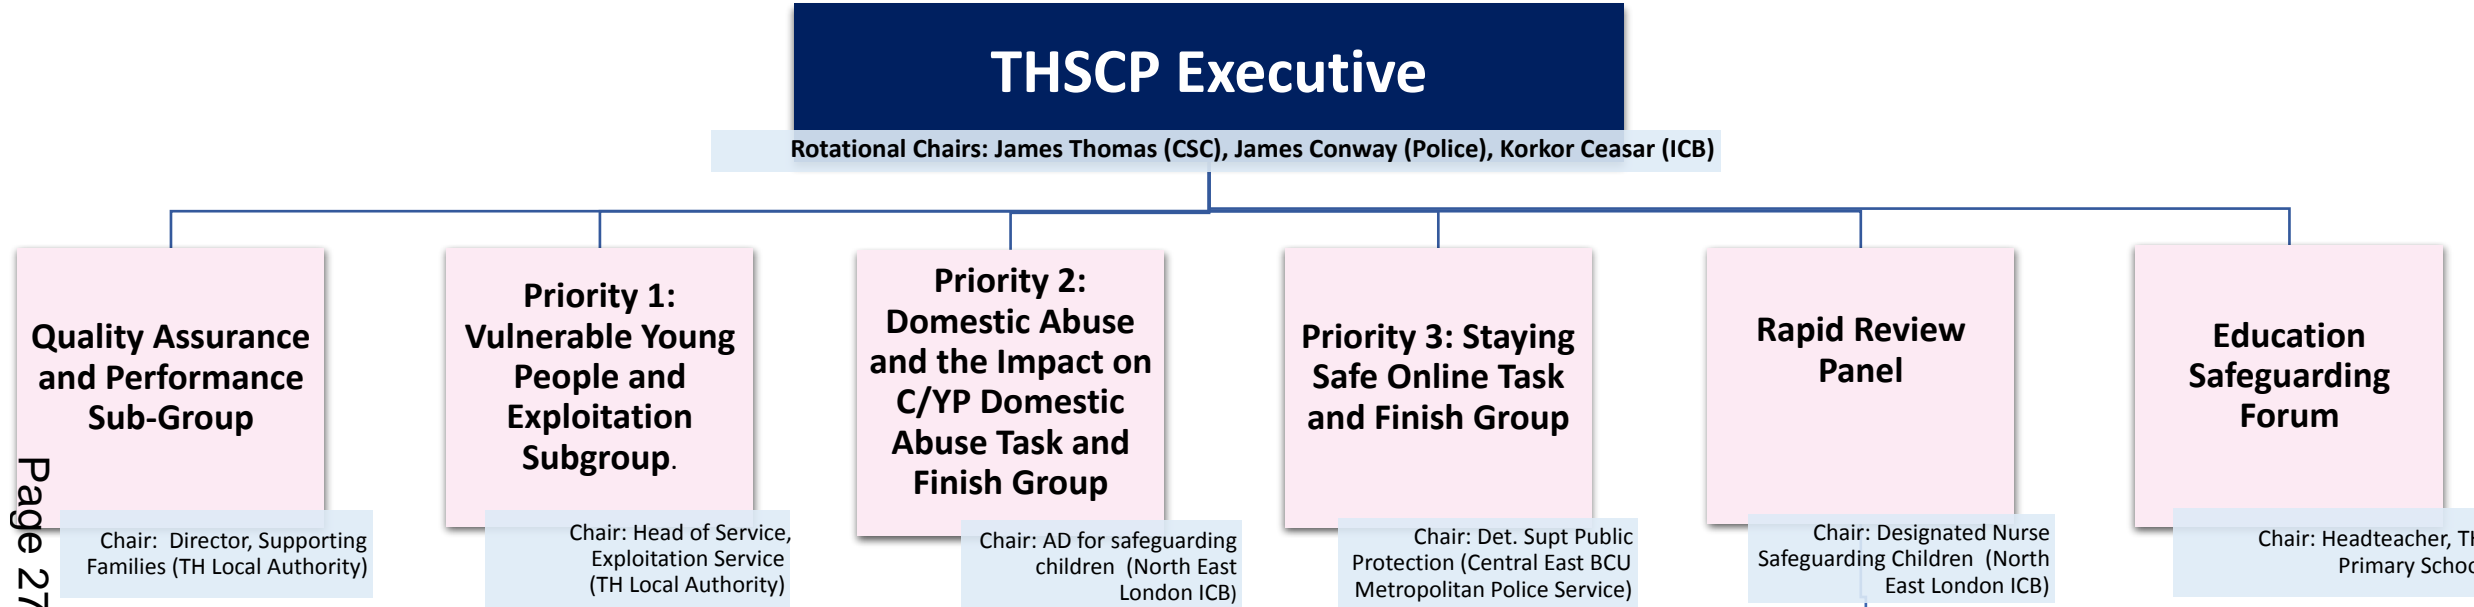 THSCP Executive
Rotational Chairs: James Thomas (CSC), James Conway (Police), Korkor Ceasar (ICB)
Quality Assurance
and Performance
Sub-Group
Chair: Director, Supporting
Families (TH Local Authority)
Priority 1:
Vulnerable Young
People and
Exploitation
Subgroup.
Chair: Head of Service,
Exploitation Service
(TH Local Authority)
Priority 2:
Domestic Abuse
and the Impact on
C/YP Domestic
Abuse Task and
Finish Group
Chair: AD for safeguarding
children (North East
London ICB)
Priority 3: Staying
Safe Online Task
and Finish Group
Chair: Det. Supt Public
Protection (Central East BCU
Metropolitan Police Service)
Rapid Review
Panel
Chair: Designated Nurse
Safeguarding Children (North
East London ICB)
Education
Safeguarding
Forum
Chair: Headteacher, TH
Primary School
Page 27